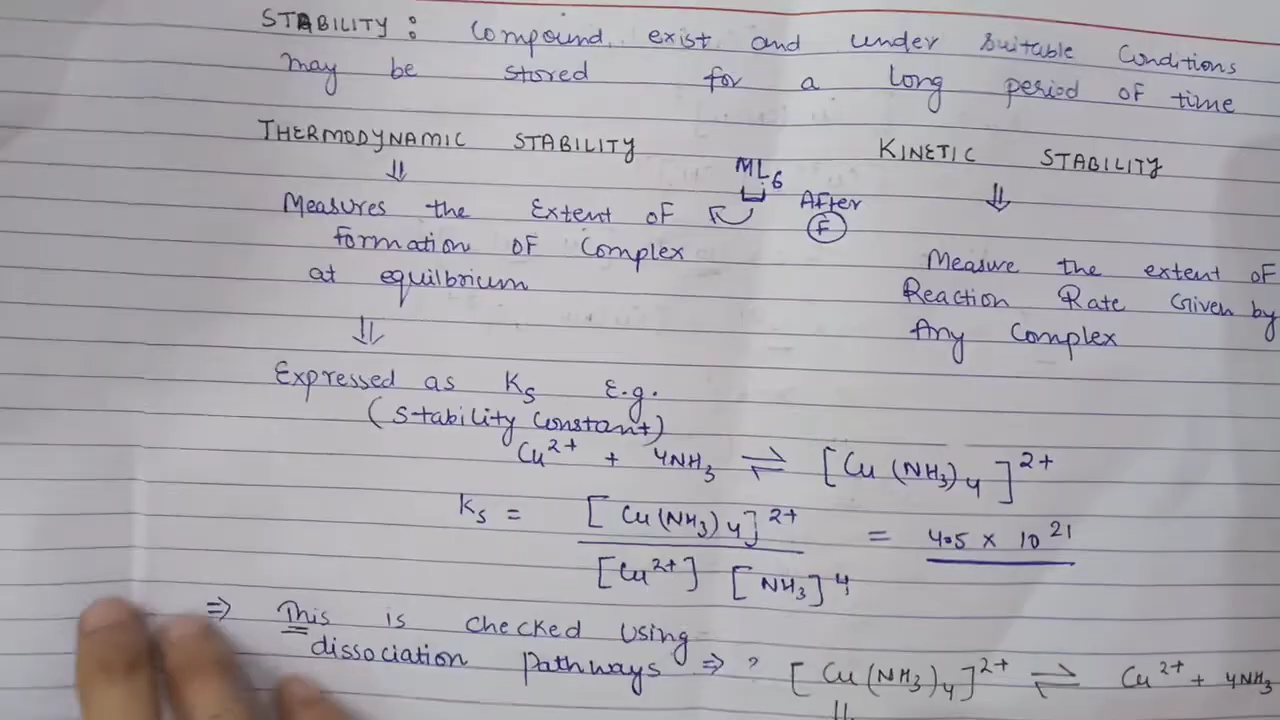 STABILITY : Compound exist and under suitable Conditions
may be stored for a long period of time
THERMODYNAMIC STABILITY
⇓
Measures the Extent of
formation of Complex
at equilbrium
⇓
Expressed as Ks E.g.
(Stability Constant)
ML6
After
F
KINETIC STABILITY
⇓
Measure the extent of
Reaction Rate Given by
Any Complex
Cu2+ + 4NH3 ⇌ [Cu(NH3)4]2+
Ks = [Cu(NH3)4]2+ / [Cu2+] [NH3]4 = 4.5 × 10^21
⇒ This is checked using
dissociation pathways ⇒ ? [Cu(NH3)4]2+ ⇌ Cu2+ + 4NH3